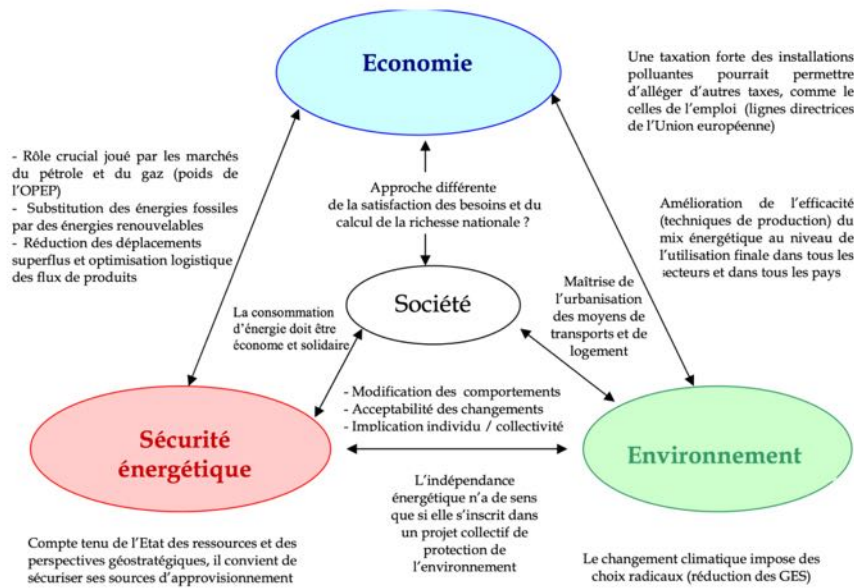 Economie
Une taxation forte des installations
polluantes pourrait permettre
d'alléger d'autres taxes, comme le
celles de l'emploi (lignes directrices
de l'Union européenne)
- Rôle crucial joué par les marchés
du pétrole et du gaz (poids de
l'OPEP)
- Substitution des énergies fossiles
par des énergies renouvelables
- Réduction des déplacements
superflus et optimisation logistique
des flux de produits
Approche différente
de la satisfaction des besoins et du
calcul de la richesse nationale ?
Amélioration de l'efficacité
(techniques de production) du
mix énergétique au niveau de
l'utilisation finale dans tous les
secteurs et dans tous les pays
Société
La consommation
d'énergie doit être
économe et solidaire
Maîtrise de
l'urbanisation
des moyens de
transports et de
logement
- Modification des comportements
- Acceptabilité des changements
- Implication individu / collectivité
Sécurité
énergétique
Environnement
L'indépendance
énergétique n'a de sens
que si elle s'inscrit dans
un projet collectif de
protection de
l'environnement
Compte tenu de l'Etat des ressources et des
perspectives géostratégiques, il convient de
sécuriser ses sources d'approvisionnement
Le changement climatique impose des
choix radicaux (réduction des GES)